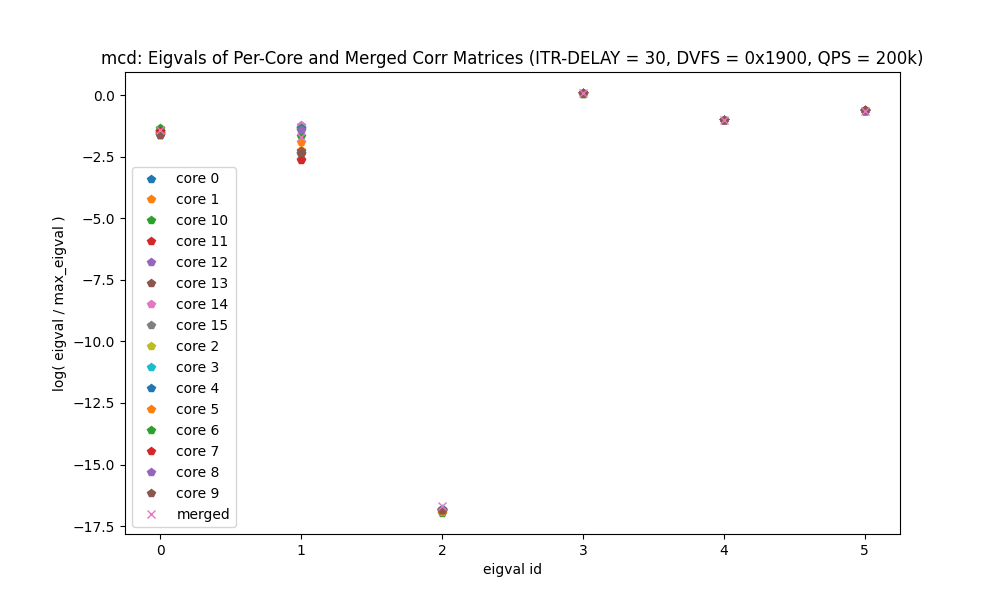 mcd: Eigvals of Per-Core and Merged Corr Matrices (ITR-DELAY = 30, DVFS = 0x1900, QPS = 200k)
log( eigval / max_eigval )
0.0
−2.5
−5.0
−7.5
−10.0
−12.5
−15.0
−17.5
core 0
core 1
core 10
core 11
core 12
core 13
core 14
core 15
core 2
core 3
core 4
core 5
core 6
core 7
core 8
core 9
merged
0 1 2 3 4 5
eigval id